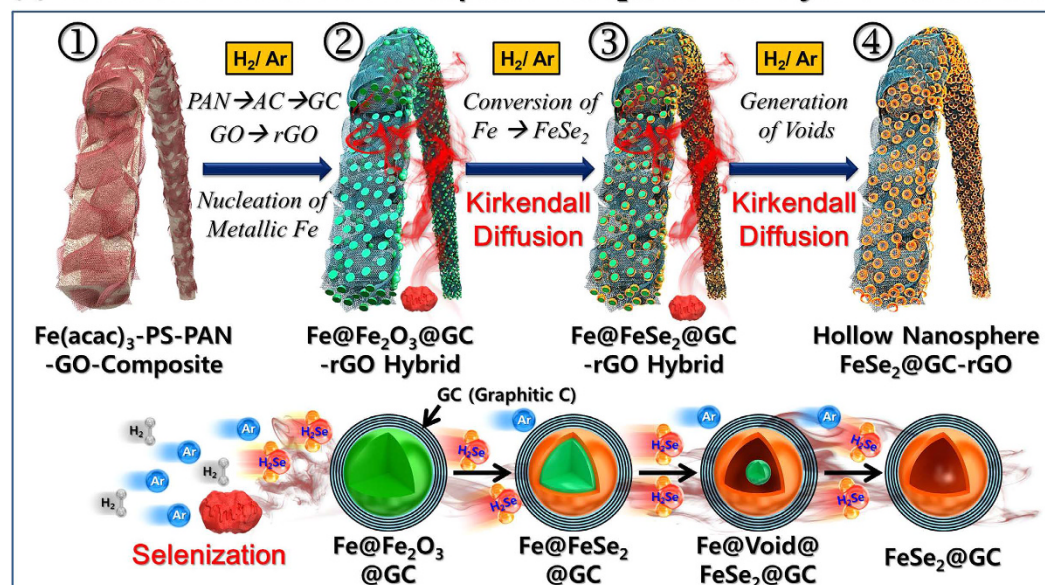 ① ② ③ ④
H₂/ Ar
PAN→AC→GC
GO→ rGO
Nucleation of
Metallic Fe
H₂/ Ar
Conversion of
Fe → FeSe₂
Kirkendall
Diffusion
H₂/ Ar
Generation
of Voids
Kirkendall
Diffusion
Fe(acac)₃-PS-PAN
-GO-Composite
Fe@Fe₂O₃@GC
-rGO Hybrid
Fe@FeSe₂@GC
-rGO Hybrid
Hollow Nanosphere
FeSe₂@GC-rGO
GC (Graphitic C)
H₂
Ar
Ar
H₂Se
H₂Se
Ar
H₂
Ar
H₂
Ar
Selenization
H₂Se
Ar
H₂Se
H₂Se
Ar
H₂Se
H₂Se
H₂Se
Fe@Fe₂O₃
@GC
Fe@FeSe₂
@GC
Fe@Void@
FeSe₂@GC
FeSe₂@GC